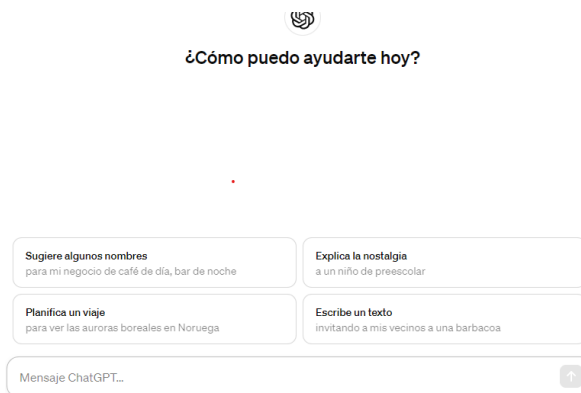 ¿Cómo puedo ayudarte hoy?
Sugiere algunos nombres
para mi negocio de café de día, bar de noche
Explica la nostalgia
a un niño de preescolar
Planifica un viaje
para ver las auroras boreales en Noruega
Escribe un texto
invitando a mis vecinos a una barbacoa
Mensaje ChatGPT...